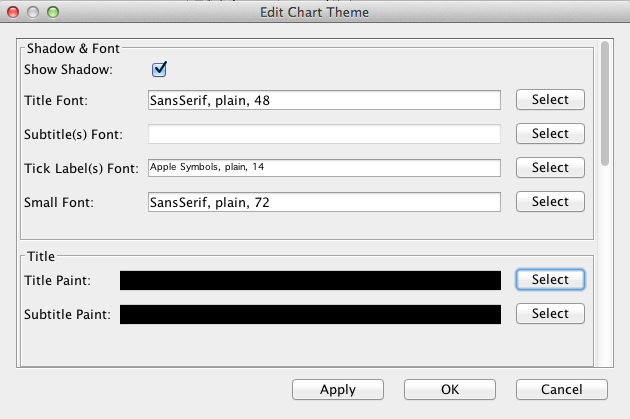 Edit Chart Theme
Shadow & Font
Show Shadow:
Title Font: SansSerif, plain, 48 Select
Subtitle(s) Font: Select
Tick Label(s) Font: Apple Symbols, plain, 14 Select
Small Font: SansSerif, plain, 72 Select
Title
Title Paint: Select
Subtitle Paint: Select
Apply OK Cancel